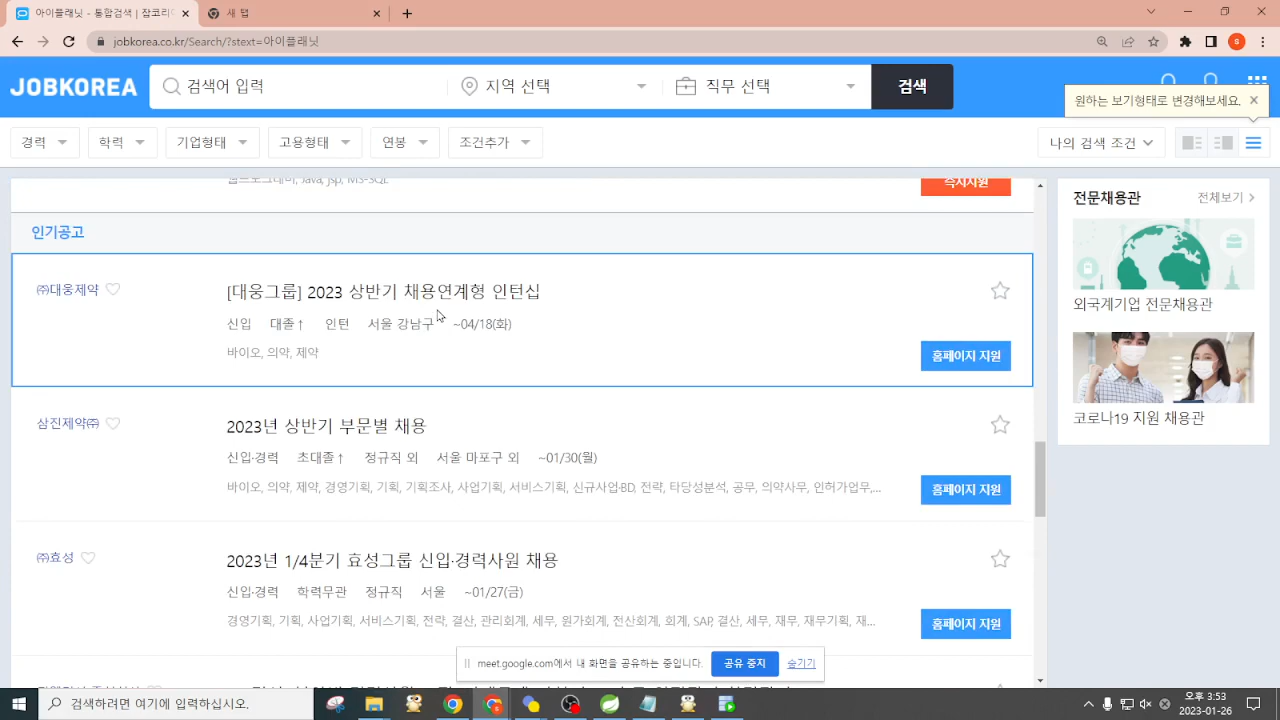 아이플래닛 - 통합검색 | 잡코리아
새 탭
jobkorea.co.kr/Search/?stext=아이플래닛
JOBKOREA
검색어 입력
지역 선택
직무 선택
검색
원하는 보기형태로 변경해보세요.
경력
학력
기업형태
고용형태
연봉
조건추가
나의 검색 조건
즉시지원
인기공고
㈜대웅제약
[대웅그룹] 2023 상반기 채용연계형 인턴십
신입 대졸↑ 인턴 서울 강남구 ~04/18(화)
바이오, 의약, 제약
홈페이지 지원
삼진제약㈜
2023년 상반기 부문별 채용
신입·경력 초대졸↑ 정규직 외 서울 마포구 외 ~01/30(월)
바이오, 의약, 제약, 경영기획, 기획, 기획조사, 사업기획, 서비스기획, 신규사업·BD, 전략, 타당성분석, 공무, 의약사무, 인허가업무,...
홈페이지 지원
㈜효성
2023년 1/4분기 효성그룹 신입·경력사원 채용
신입·경력 학력무관 정규직 서울 ~01/27(금)
경영기획, 기획, 사업기획, 서비스기획, 전략, 결산, 관리회계, 세무, 원가회계, 전산회계, 회계, SAP, 결산, 세무, 재무, 재무기획, 재...
홈페이지 지원
전문채용관
전체보기
외국계기업 전문채용관
코로나19 지원 채용관
meet.google.com에서 내 화면을 공유하는 중입니다.
공유 중지
숨기기
검색하려면 여기에 입력하십시오.
오후 3:53
2023-01-26